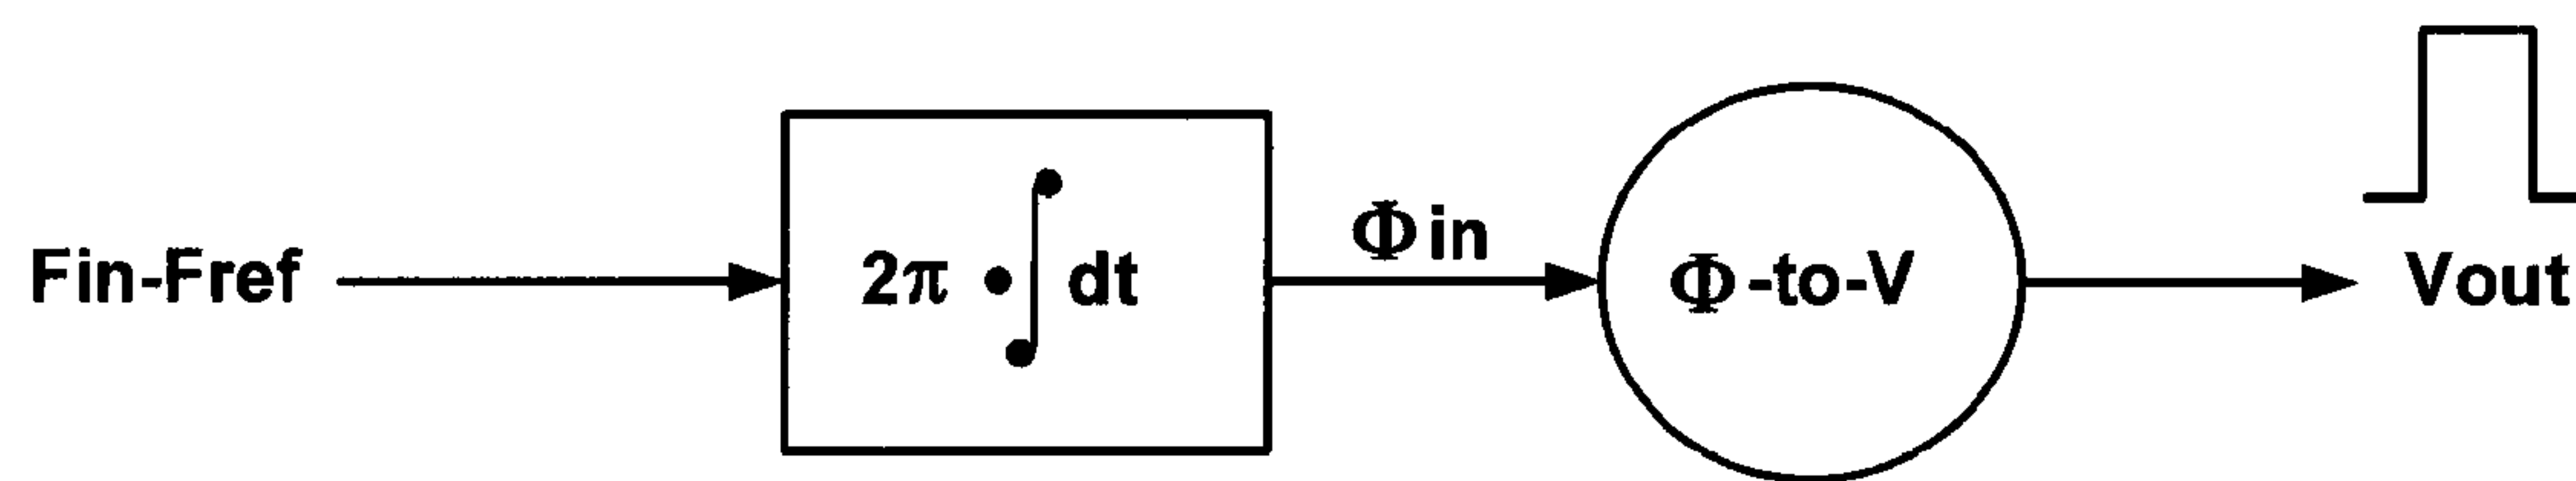 Fin-Fref
2π • ∫ dt
Φin
Φ-to-V
Vout